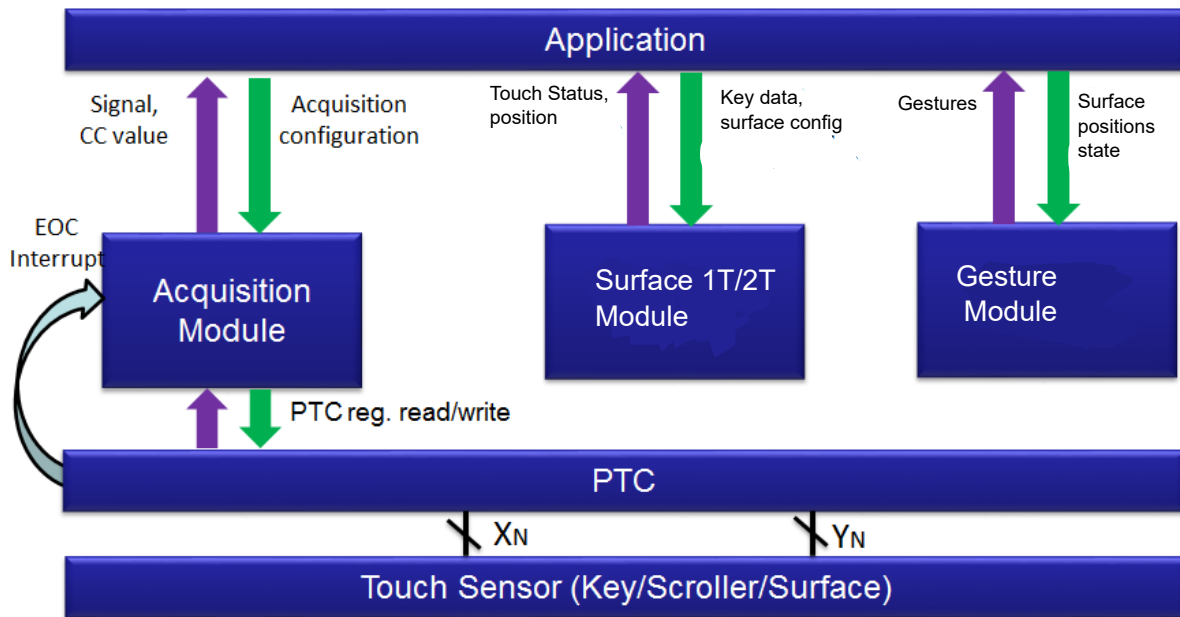 Application
Signal,
CC value
Acquisition
configuration
Touch Status,
position
Key data,
surface config
Gestures
Surface
positions
state
EOC
Interrupt
Acquisition
Module
Surface 1T/2T
Module
Gesture
Module
PTC reg. read/write
PTC
XN
YN
Touch Sensor (Key/Scroller/Surface)